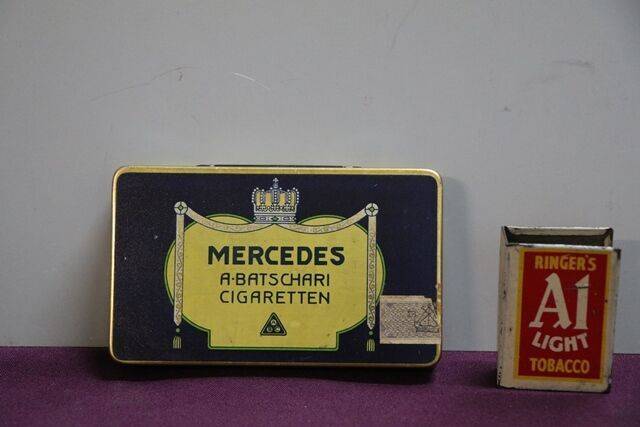 MERCEDES
A·BATSCHARI
CIGARETTEN
RINGER'S
A1
LIGHT
TOBACCO